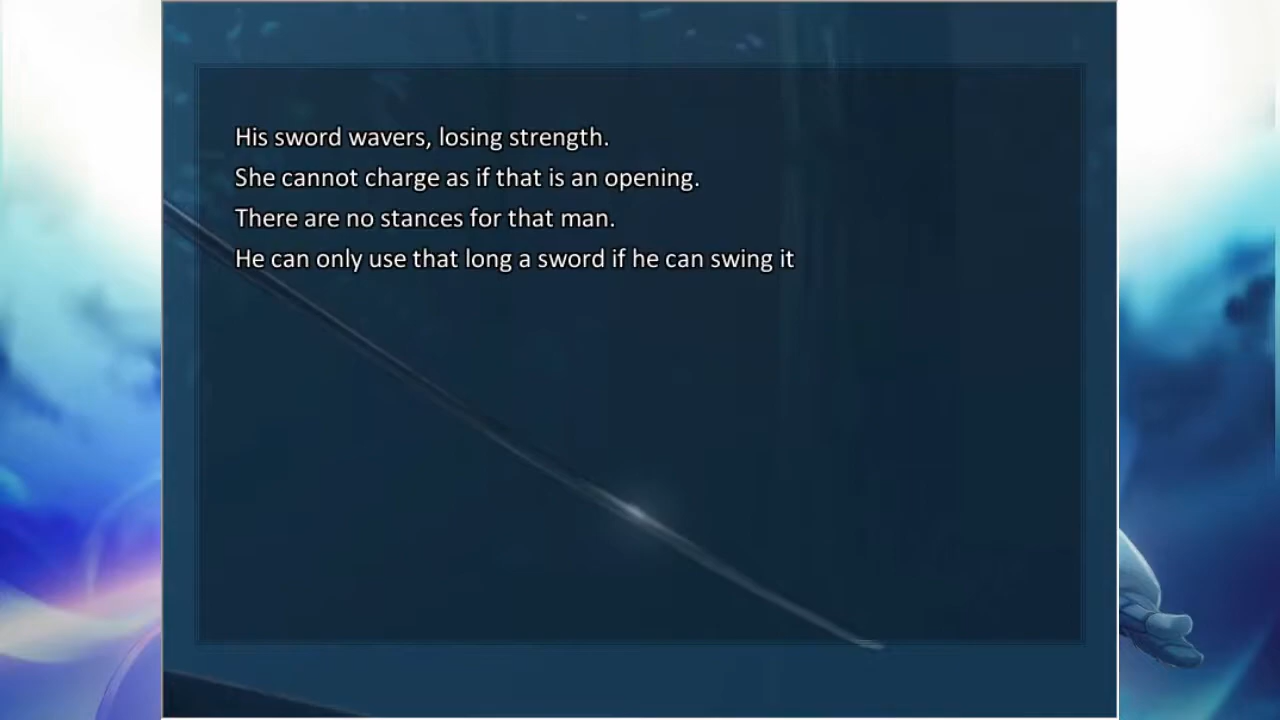 His sword wavers, losing strength.
She cannot charge as if that is an opening.
There are no stances for that man.
He can only use that long a sword if he can swing it